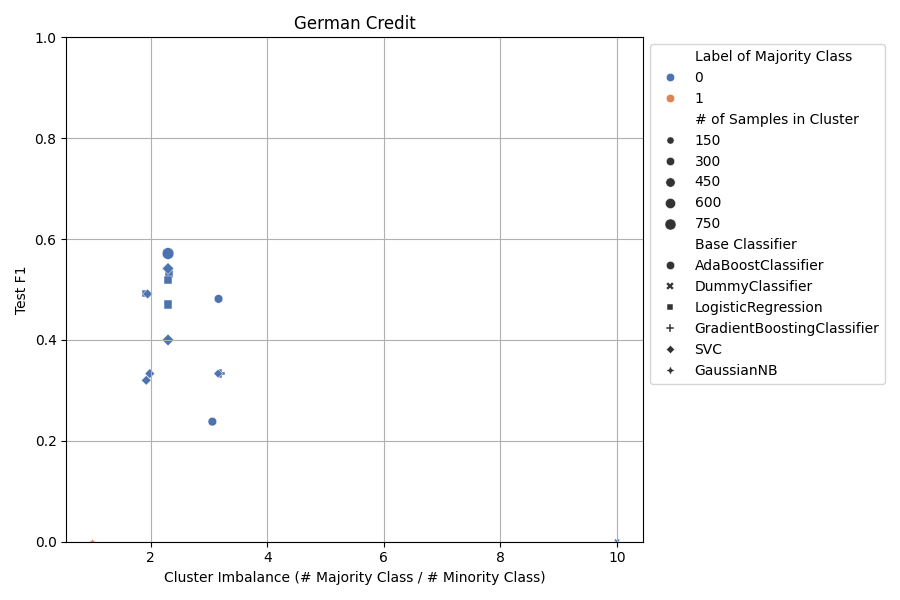 German Credit
Test F1
1.0
0.8
0.6
0.4
0.2
0.0
2
4
6
8
10
Cluster Imbalance (# Majority Class / # Minority Class)
Label of Majority Class
0
1
# of Samples in Cluster
150
300
450
600
750
Base Classifier
AdaBoostClassifier
DummyClassifier
LogisticRegression
GradientBoostingClassifier
SVC
GaussianNB